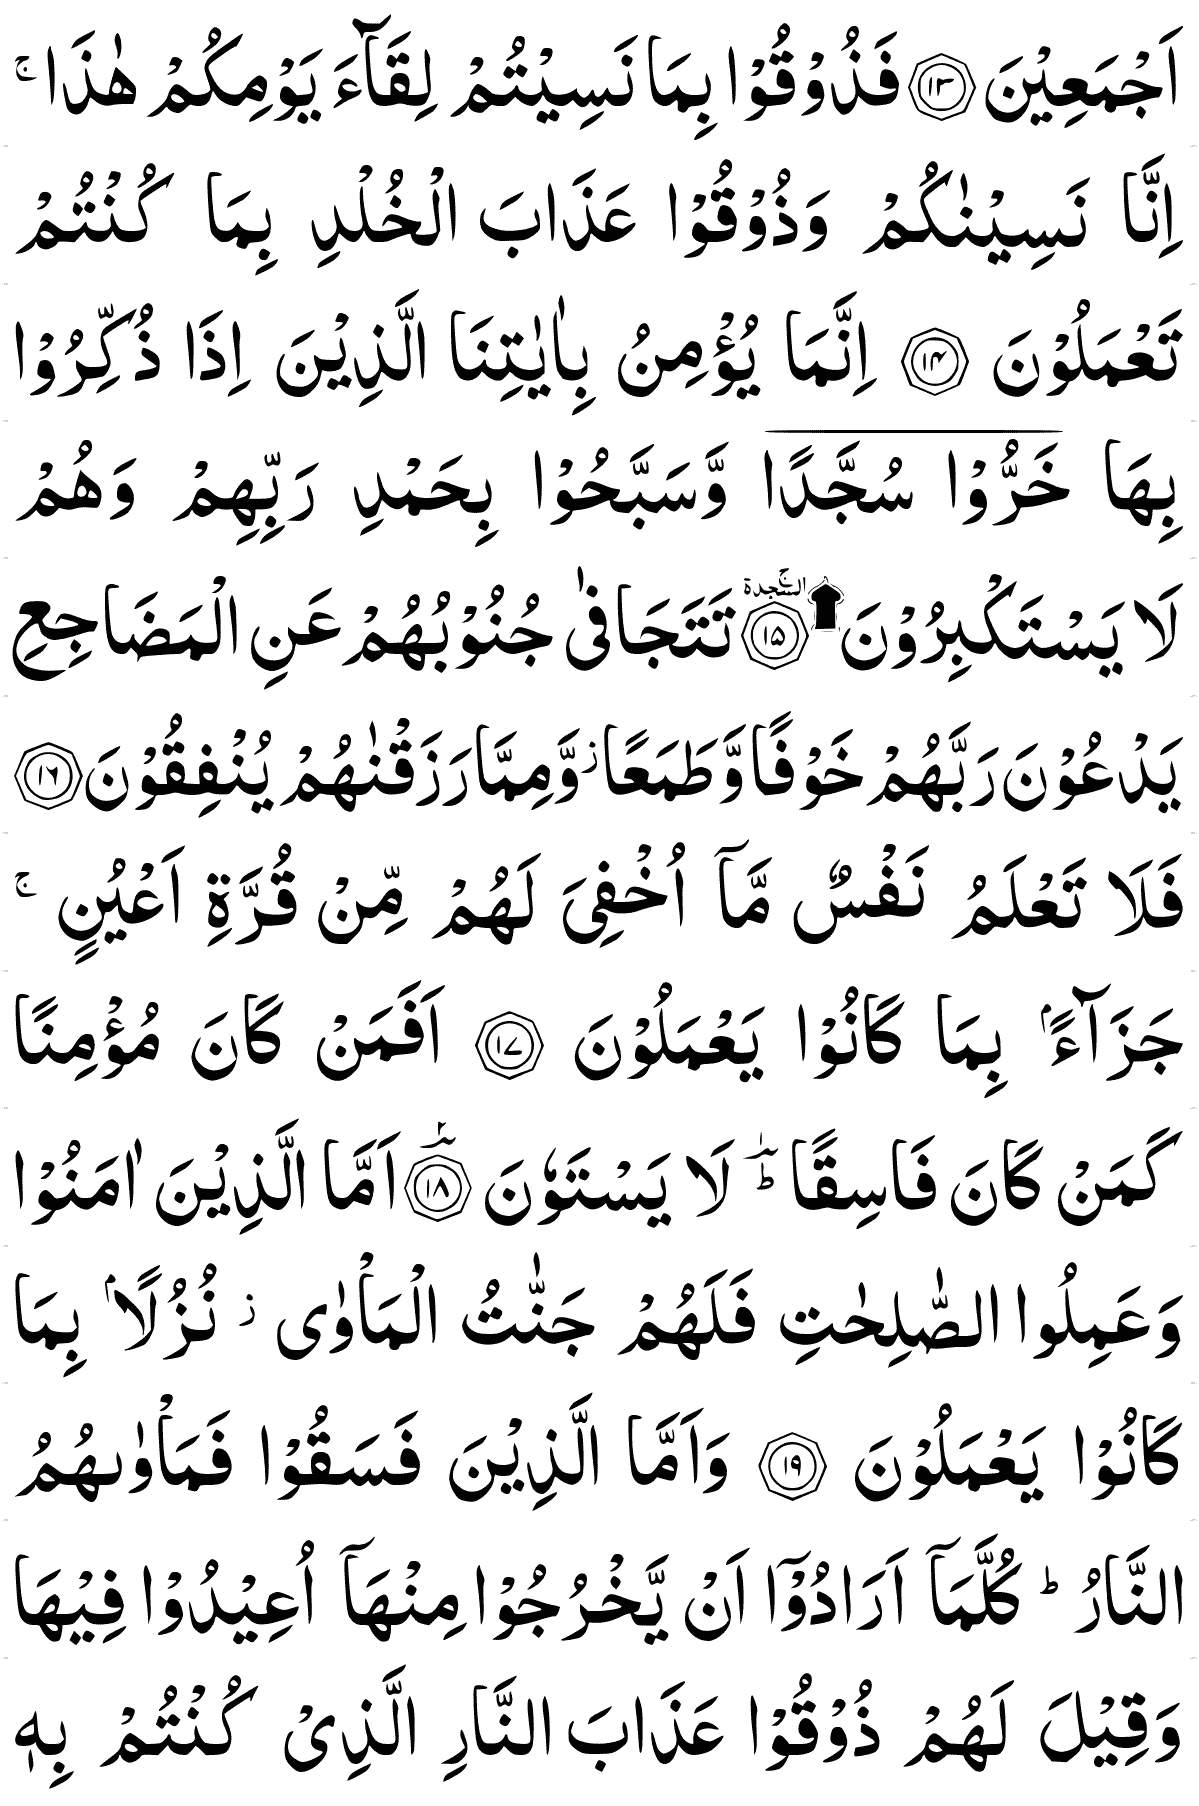 اَجْمَعِيْنَ ۝۱۳ فَذُوْقُوْا بِمَا نَسِيْتُمْ لِقَآءَ يَوْمِكُمْ هٰذَا ۚ
اِنَّا نَسِيْنٰكُمْ وَذُوْقُوْا عَذَابَ الْخُلْدِ بِمَا كُنْتُمْ
تَعْمَلُوْنَ ۝۱۴ اِنَّمَا يُؤْمِنُ بِاٰيٰتِنَا الَّذِيْنَ اِذَا ذُكِّرُوْا
بِهَا خَرُّوْا سُجَّدًا وَّسَبَّحُوْا بِحَمْدِ رَبِّهِمْ وَهُمْ
لَا يَسْتَكْبِرُوْنَ ۝۱۵ السجدة تَتَجَافٰى جُنُوْبُهُمْ عَنِ الْمَضَاجِعِ
يَدْعُوْنَ رَبَّهُمْ خَوْفًا وَّطَمَعًا ز وَّمِمَّا رَزَقْنٰهُمْ يُنْفِقُوْنَ ۝۱۶
فَلَا تَعْلَمُ نَفْسٌ مَّآ اُخْفِيَ لَهُمْ مِّنْ قُرَّةِ اَعْيُنٍ ۚ
جَزَآءًۢ بِمَا كَانُوْا يَعْمَلُوْنَ ۝۱۷ اَفَمَنْ كَانَ مُؤْمِنًا
كَمَنْ كَانَ فَاسِقًا ؕ لَا يَسْتَوٗنَ ۝۱۸ اَمَّا الَّذِيْنَ اٰمَنُوْا
وَعَمِلُوا الصّٰلِحٰتِ فَلَهُمْ جَنّٰتُ الْمَاْوٰى ز نُزُلًاۢ بِمَا
كَانُوْا يَعْمَلُوْنَ ۝۱۹ وَاَمَّا الَّذِيْنَ فَسَقُوْا فَمَاْوٰىهُمُ
النَّارُ ؕ كُلَّمَآ اَرَادُوْٓا اَنْ يَّخْرُجُوْا مِنْهَآ اُعِيْدُوْا فِيْهَا
وَقِيْلَ لَهُمْ ذُوْقُوْا عَذَابَ النَّارِ الَّذِيْ كُنْتُمْ بِهٖ